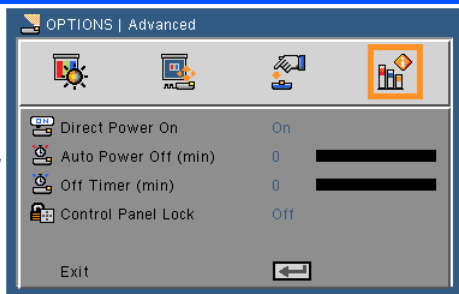 OPTIONS | Advanced
Direct Power On On
Auto Power Off (min) 0
Off Timer (min) 0
Control Panel Lock Off
Exit